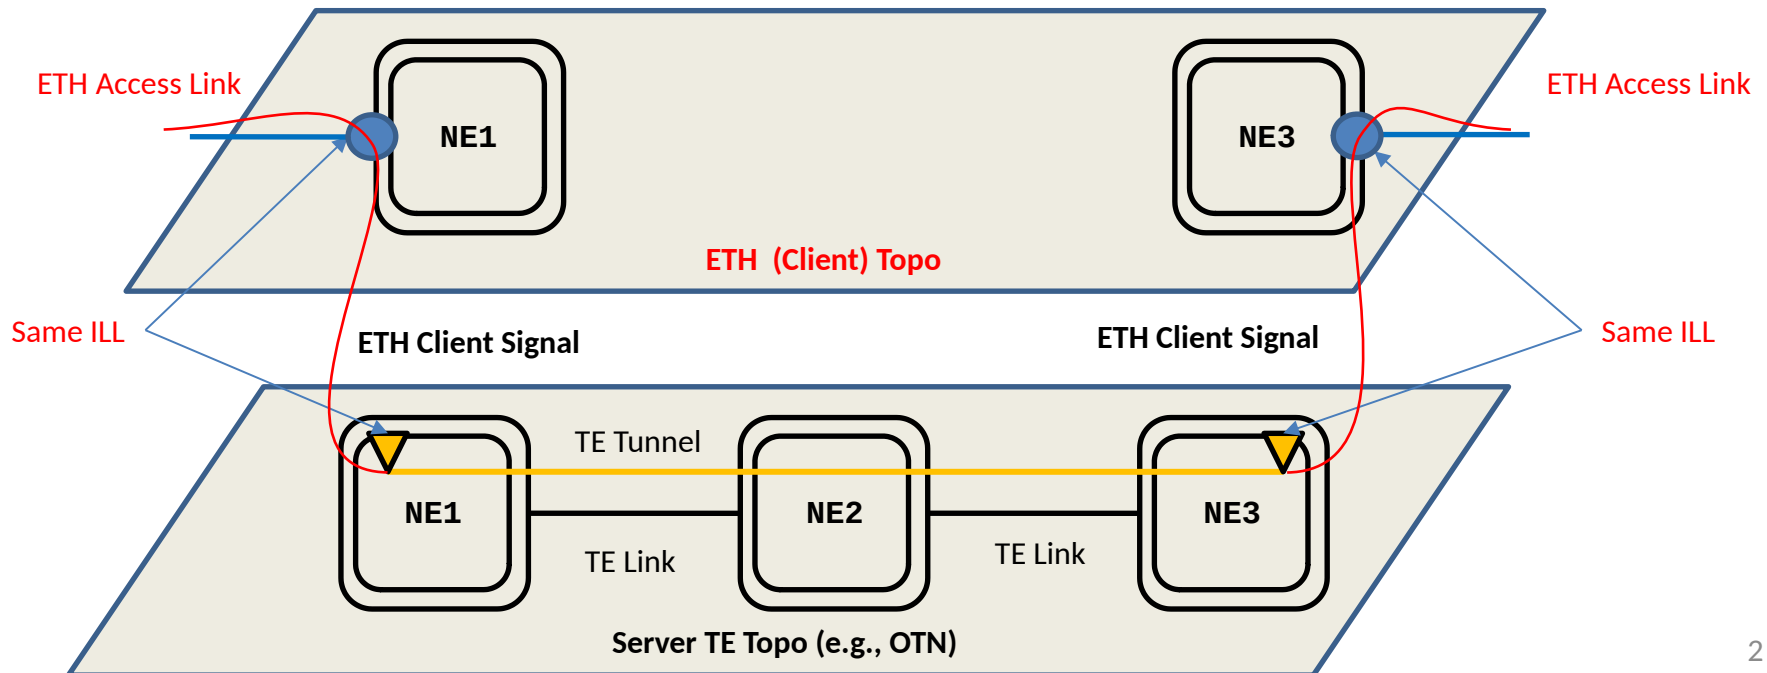 ETH Access Link
ETH Access Link
NE1
NE3
ETH  (Client) Topo
Same ILL
ETH Client Signal
ETH Client Signal
Same ILL
TE Tunnel
NE1
NE2
NE3
TE Link
TE Link
Server TE Topo (e.g., OTN)
2